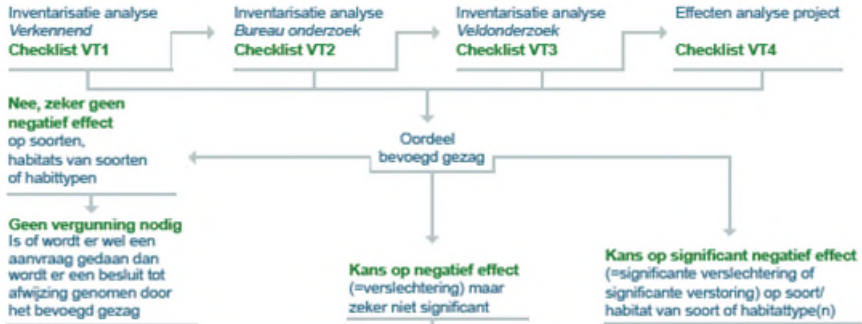 Inventarisatie analyse
Verkennend
Checklist VT1
Inventarisatie analyse
Bureau onderzoek
Checklist VT2
Inventarisatie analyse
Veldonderzoek
Checklist VT3
Effecten analyse project
Checklist VT4
Nee, zeker geen
negatief effect
op soorten,
habitats van soorten
of habittypen
Oordeel
bevoegd gezag
Geen vergunning nodig
Is of wordt er wel een
aanvraag gedaan dan
wordt er een besluit tot
afwijzing genomen door
het bevoegd gezag
Kans op negatief effect
(=verslechtering) maar
zeker niet significant
Kans op significant negatief effect
(=significante verslechtering of
significante verstoring) op soort/
habitat van soort of habitattype(n)